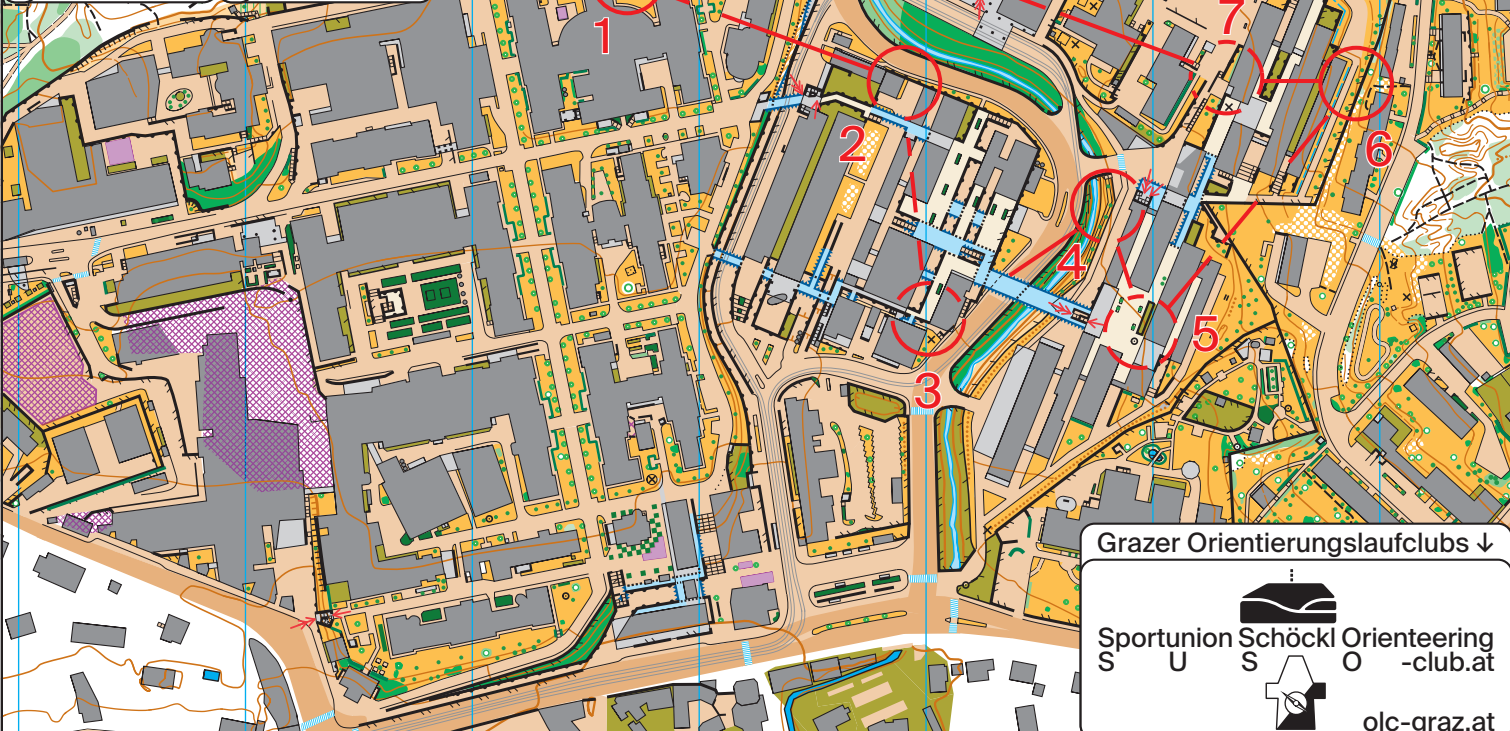 1
7
2
6
4
5
3
Grazer Orientierungslaufclubs ↓
Sportunion Schöckl Orienteering
S U S O -club.at
olc-graz.at